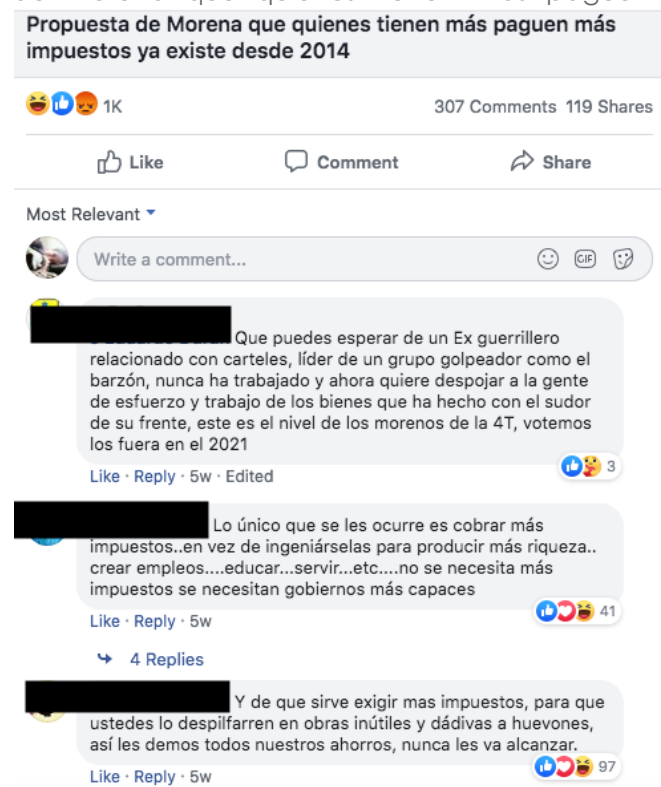 Propuesta de Morena que quienes tienen más paguen más
impuestos ya existe desde 2014
1K
307 Comments 119 Shares
Like
Comment
Share
Most Relevant
Write a comment...
GIF
Que puedes esperar de un Ex guerrillero
relacionado con carteles, líder de un grupo golpeador como el
barzón, nunca ha trabajado y ahora quiere despojar a la gente
de esfuerzo y trabajo de los bienes que ha hecho con el sudor
de su frente, este es el nivel de los morenos de la 4T, votemos
los fuera en el 2021
3
Like · Reply · 5w · Edited
Lo único que se les ocurre es cobrar más
impuestos..en vez de ingeniárselas para producir más riqueza..
crear empleos....educar...servir...etc....no se necesita más
impuestos se necesitan gobiernos más capaces
41
Like · Reply · 5w
4 Replies
Y de que sirve exigir mas impuestos, para que
ustedes lo despilfarren en obras inútiles y dádivas a huevones,
así les demos todos nuestros ahorros, nunca les va alcanzar.
97
Like · Reply · 5w